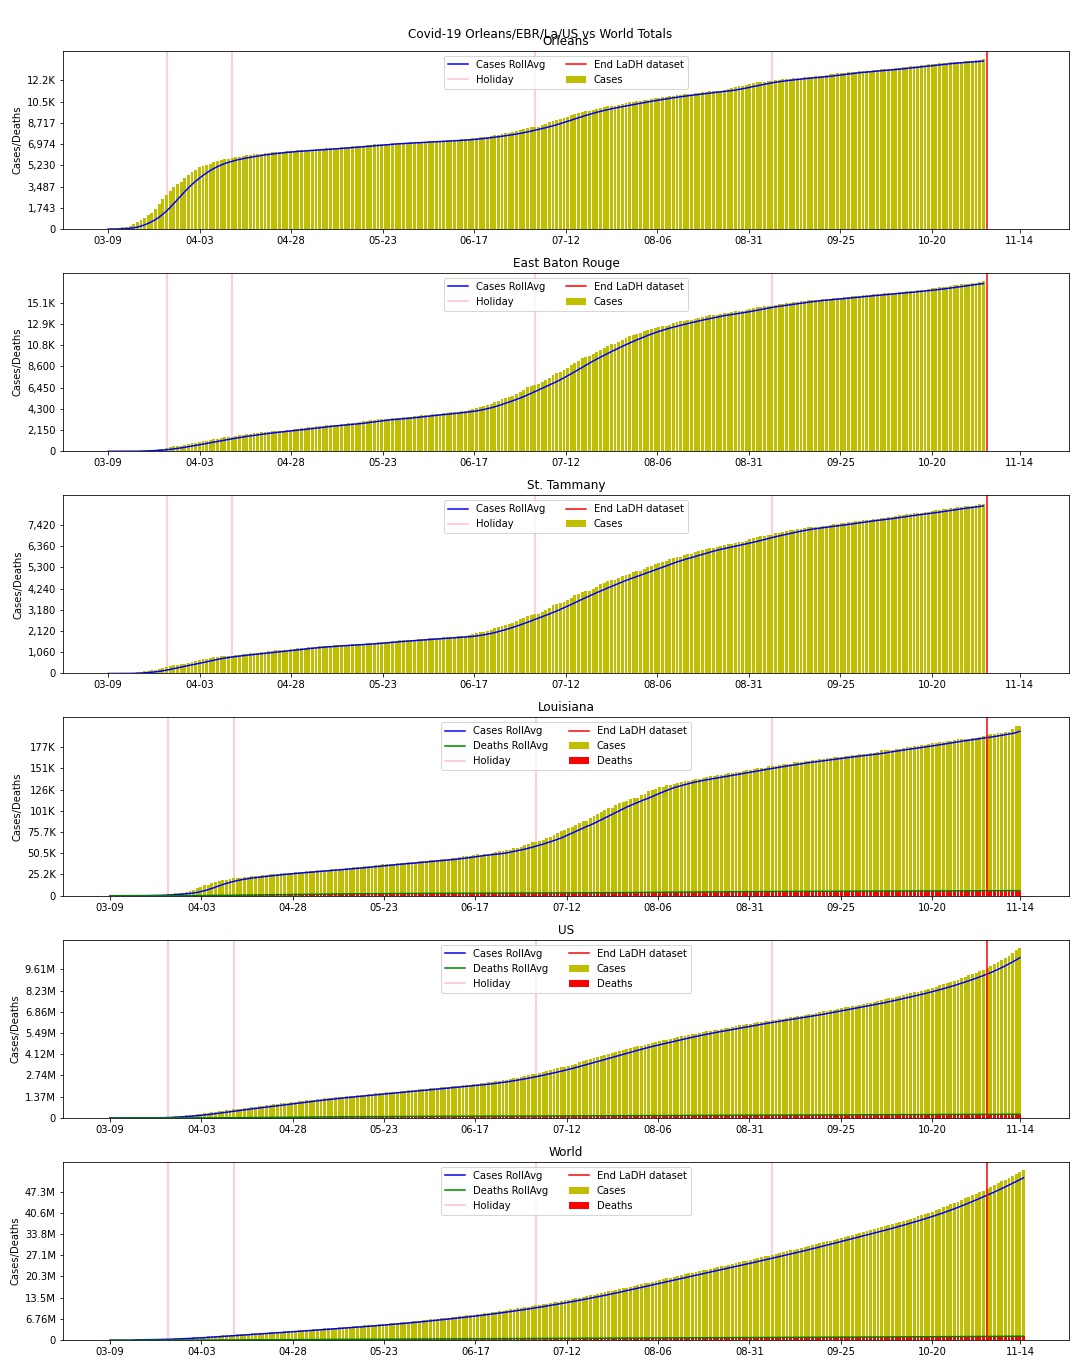 Covid-19 Orleans/EBR/La/US vs World Totals
Orleans
Cases RollAvg
Holiday
End LaDH dataset
Cases
Cases/Deaths
12.2K
10.5K
8,717
6,974
5,230
3,487
1,743
0
03-09 04-03 04-28 05-23 06-17 07-12 08-06 08-31 09-25 10-20 11-14
East Baton Rouge
Cases RollAvg
Holiday
End LaDH dataset
Cases
Cases/Deaths
15.1K
12.9K
10.8K
8,600
6,450
4,300
2,150
0
03-09 04-03 04-28 05-23 06-17 07-12 08-06 08-31 09-25 10-20 11-14
St. Tammany
Cases RollAvg
Holiday
End LaDH dataset
Cases
Cases/Deaths
7,420
6,360
5,300
4,240
3,180
2,120
1,060
0
03-09 04-03 04-28 05-23 06-17 07-12 08-06 08-31 09-25 10-20 11-14
Louisiana
Cases RollAvg
Deaths RollAvg
Holiday
End LaDH dataset
Cases
Deaths
Cases/Deaths
177K
151K
126K
101K
75.7K
50.5K
25.2K
0
03-09 04-03 04-28 05-23 06-17 07-12 08-06 08-31 09-25 10-20 11-14
US
Cases RollAvg
Deaths RollAvg
Holiday
End LaDH dataset
Cases
Deaths
Cases/Deaths
9.61M
8.23M
6.86M
5.49M
4.12M
2.74M
1.37M
0
03-09 04-03 04-28 05-23 06-17 07-12 08-06 08-31 09-25 10-20 11-14
World
Cases RollAvg
Deaths RollAvg
Holiday
End LaDH dataset
Cases
Deaths
Cases/Deaths
47.3M
40.6M
33.8M
27.1M
20.3M
13.5M
6.76M
0
03-09 04-03 04-28 05-23 06-17 07-12 08-06 08-31 09-25 10-20 11-14